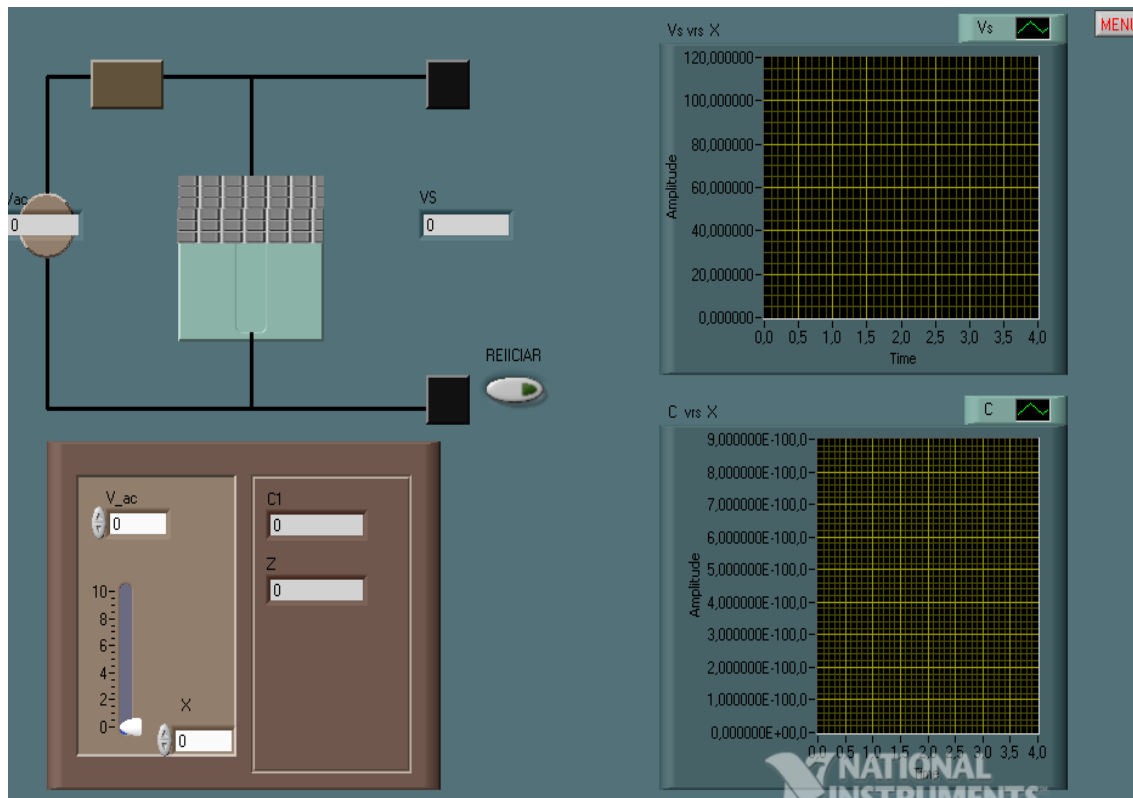 Vac
0
VS
0
REIICIAR
V_ac
0
10
8
6
4
2
0
X
0
C1
0
Z
0
Vs vrs X
Vs
MENU
120,000000
100,000000
80,000000
60,000000
40,000000
20,000000
0,000000
Amplitude
0,0 0,5 1,0 1,5 2,0 2,5 3,0 3,5 4,0
Time
C vrs X
C
9,000000E-100,0
8,000000E-100,0
7,000000E-100,0
6,000000E-100,0
5,000000E-100,0
4,000000E-100,0
3,000000E-100,0
2,000000E-100,0
1,000000E-100,0
0,000000E+00,0
Amplitude
0,0 0,5 1,0 1,5 2,0 2,5 3,0 3,5 4,0
Time
NATIONAL
INSTRUMENTS